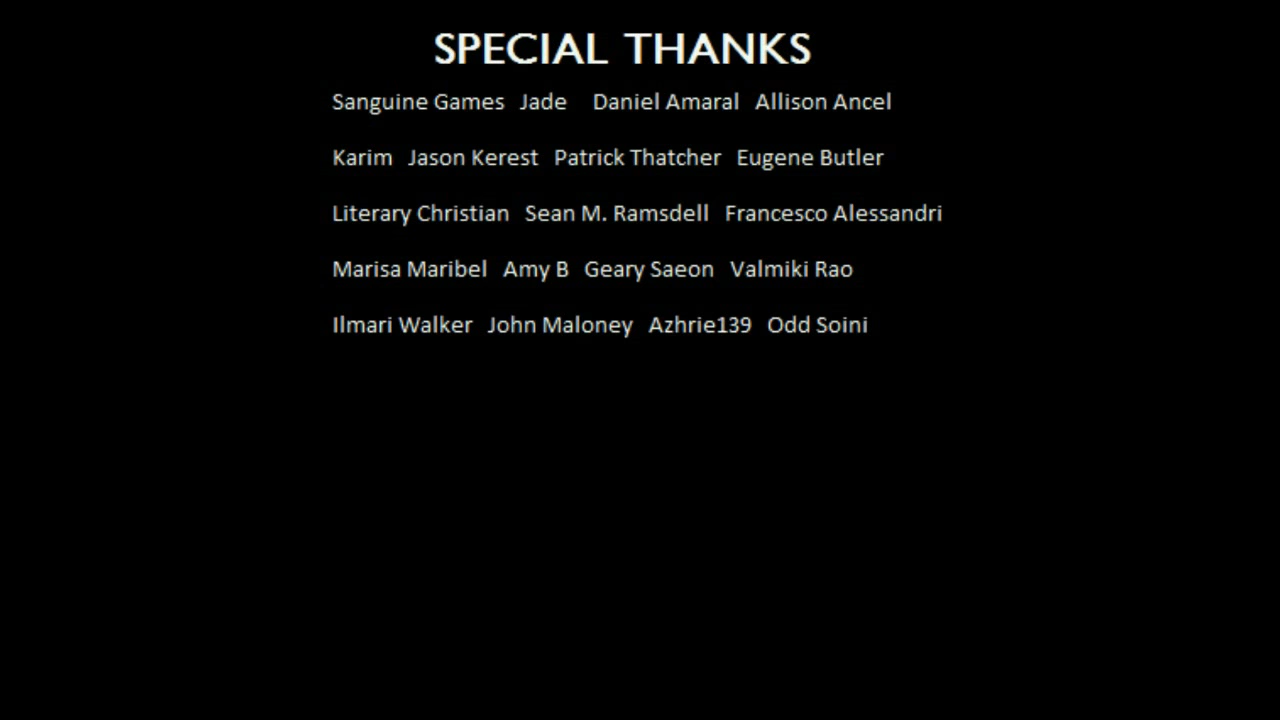 SPECIAL THANKS
Sanguine Games Jade Daniel Amaral Allison Ancel
Karim Jason Kerest Patrick Thatcher Eugene Butler
Literary Christian Sean M. Ramsdell Francesco Alessandri
Marisa Maribel Amy B Geary Saeon Valmiki Rao
Ilmari Walker John Maloney Azhrie139 Odd Soini